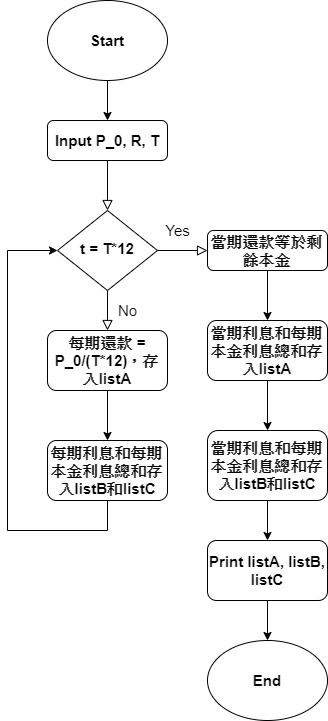 Start
Input P_0, R, T
t = T*12
Yes
No
每期還款 =
P_0/(T*12)，存
入listA
每期利息和每期
本金利息總和存
入listB和listC
當期還款等於剩
餘本金
當期利息和每期
本金利息總和存
入listA
當期利息和每期
本金利息總和存
入listB和listC
Print listA, listB,
listC
End